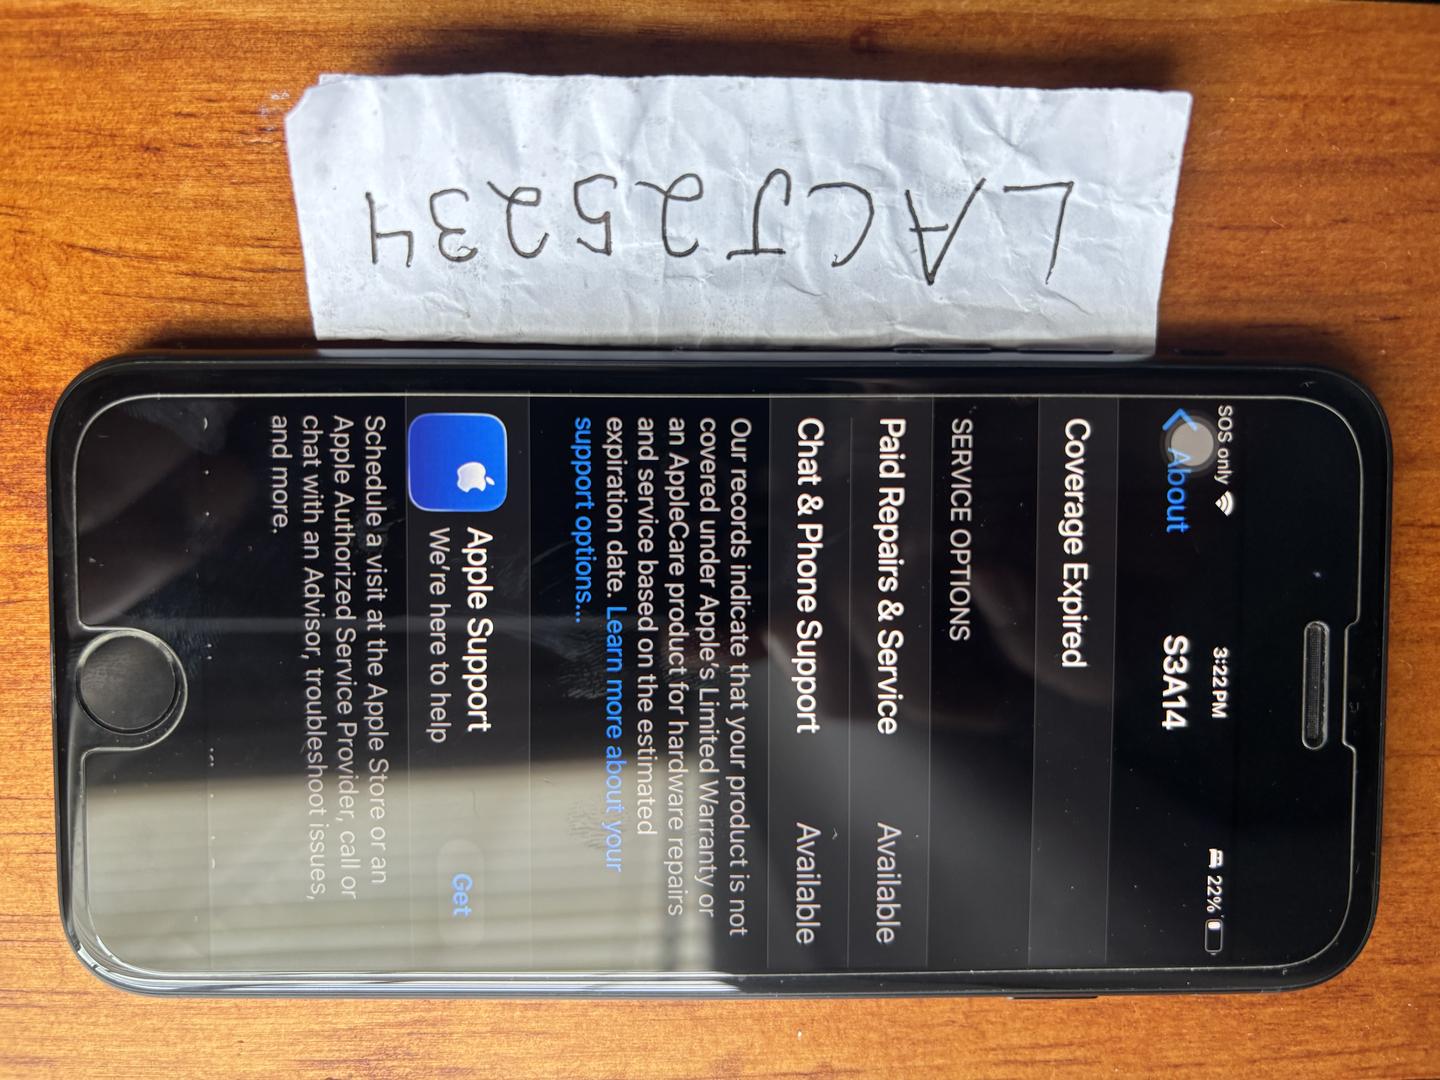 LACJ25234
SOS only 3:22 PM 22%
About S3A14
Coverage Expired
SERVICE OPTIONS
Paid Repairs & Service Available
Chat & Phone Support Available
Our records indicate that your product is not
covered under Apple's Limited Warranty or
an AppleCare product for hardware repairs
and service based on the estimated
expiration date. Learn more about your
support options...
Apple Support
We're here to help
Get
Schedule a visit at the Apple Store or an
Apple Authorized Service Provider, call or
chat with an Advisor, troubleshoot issues,
and more.